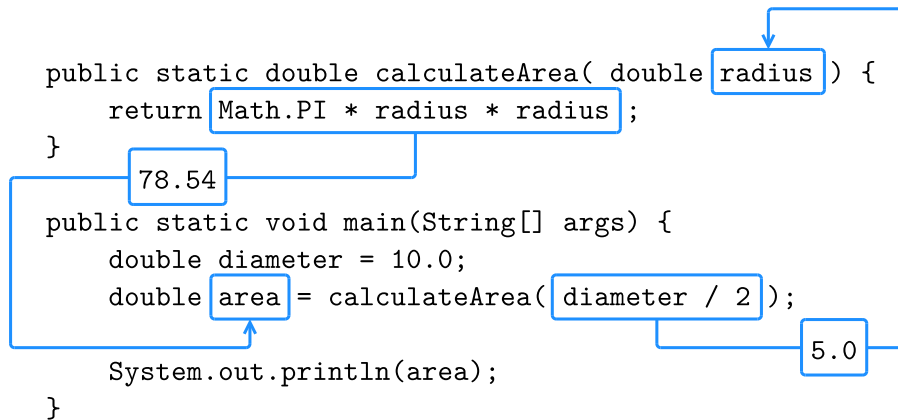 public static double calculateArea( double radius ) {
    return Math.PI * radius * radius ;
}
78.54
public static void main(String[] args) {
    double diameter = 10.0;
    double area = calculateArea( diameter / 2 );
5.0
    System.out.println(area);
}